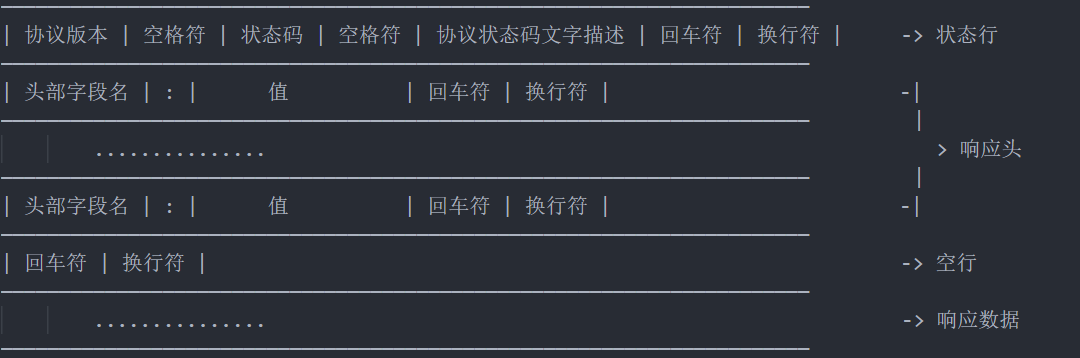 | 协议版本 | 空格符 | 状态码 | 空格符 | 协议状态码文字描述 | 回车符 | 换行符 | -> 状态行
| 头部字段名 | : | 值 | 回车符 | 换行符 | -|
|
............... > 响应头
|
| 头部字段名 | : | 值 | 回车符 | 换行符 | -|
| 回车符 | 换行符 | -> 空行
............... -> 响应数据